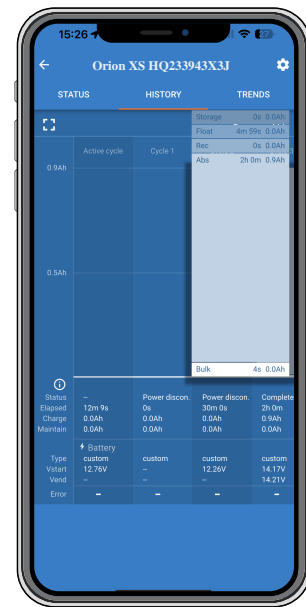 15:26 27
Orion XS HQ233943X3J
STATUS HISTORY TRENDS
Storage 0s 0.0Ah
Float 4m 59s 0.0Ah
Rec 0s 0.0Ah
Abs 2h 0m 0.9Ah
Active cycle Cycle 1
0.9Ah
0.5Ah
Bulk 4s 0.0Ah
Status -- Power discon. Power discon. Complete
Elapsed 12m 9s 0s 30m 0s 2h 0m
Charge 0.0Ah 0.0Ah 0.0Ah 0.9Ah
Maintain 0.0Ah 0.0Ah 0.0Ah 0.0Ah
Battery
Type custom custom custom custom
Vstart 12.76V -- 12.26V 14.17V
Vend -- -- -- 14.21V
Error - - - -